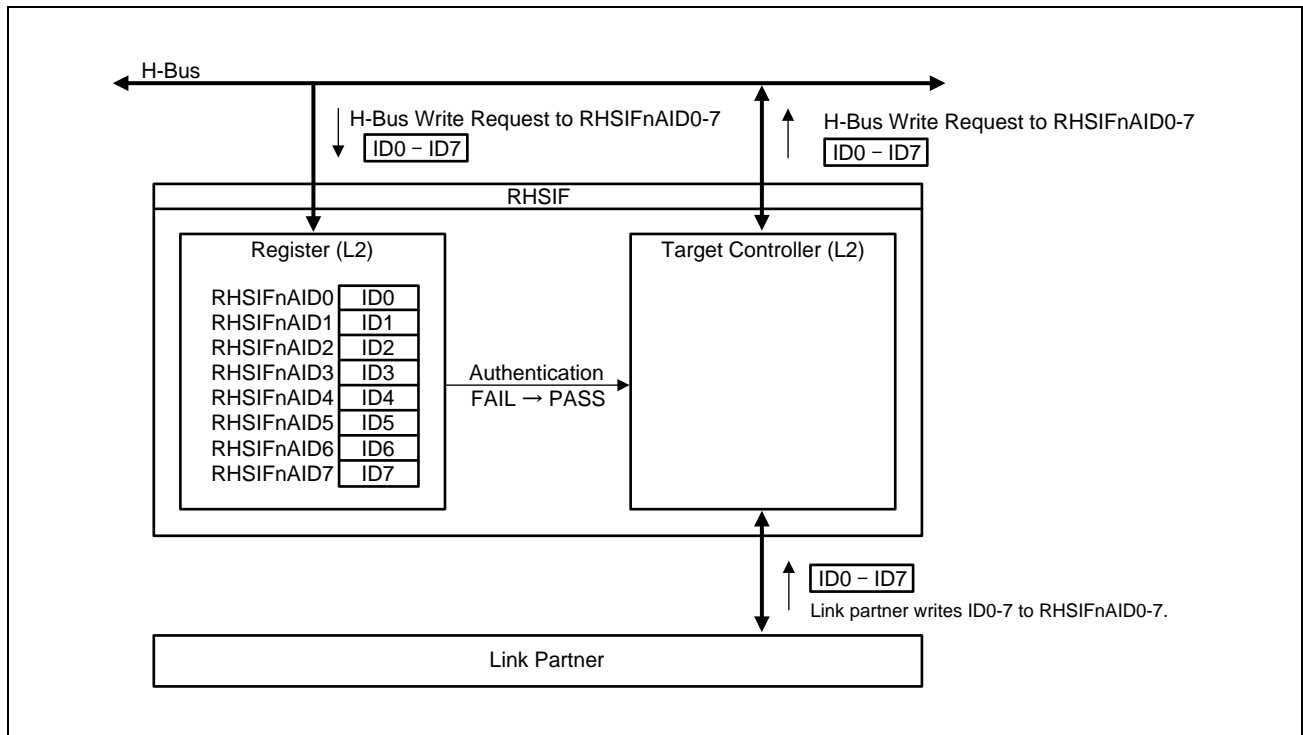 H-Bus
H-Bus Write Request to RHSIFnAID0-7
ID0 – ID7
H-Bus Write Request to RHSIFnAID0-7
ID0 – ID7
RHSIF
Register (L2)
RHSIFnAID0 ID0
RHSIFnAID1 ID1
RHSIFnAID2 ID2
RHSIFnAID3 ID3
RHSIFnAID4 ID4
RHSIFnAID5 ID5
RHSIFnAID6 ID6
RHSIFnAID7 ID7
Authentication
FAIL → PASS
Target Controller (L2)
ID0 – ID7
Link partner writes ID0-7 to RHSIFnAID0-7.
Link Partner